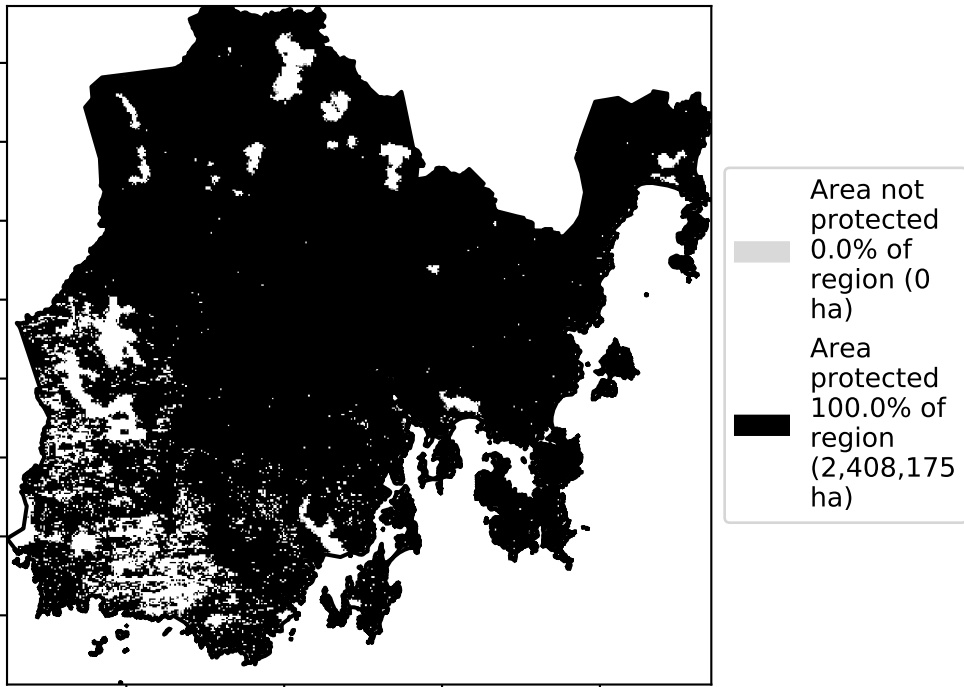 Area not
protected
0.0% of
region (0
ha)
Area
protected
100.0% of
region
(2,408,175
ha)